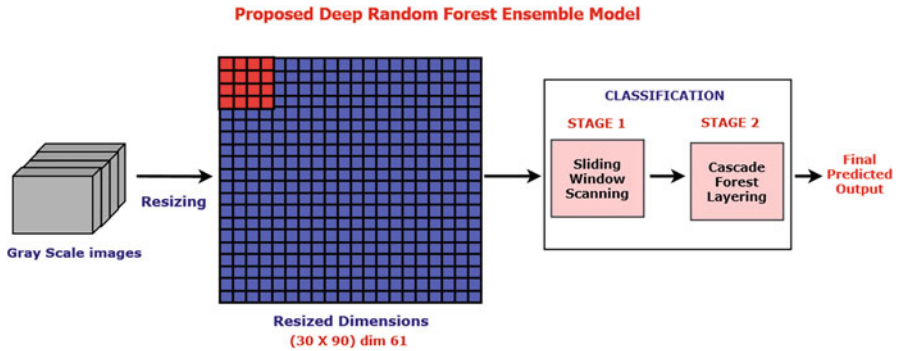 Proposed Deep Random Forest Ensemble Model
Gray Scale images
Resizing
Resized Dimensions
(30 X 90) dim 61
CLASSIFICATION
STAGE 1
Sliding
Window
Scanning
STAGE 2
Cascade
Forest
Layering
Final
Predicted
Output